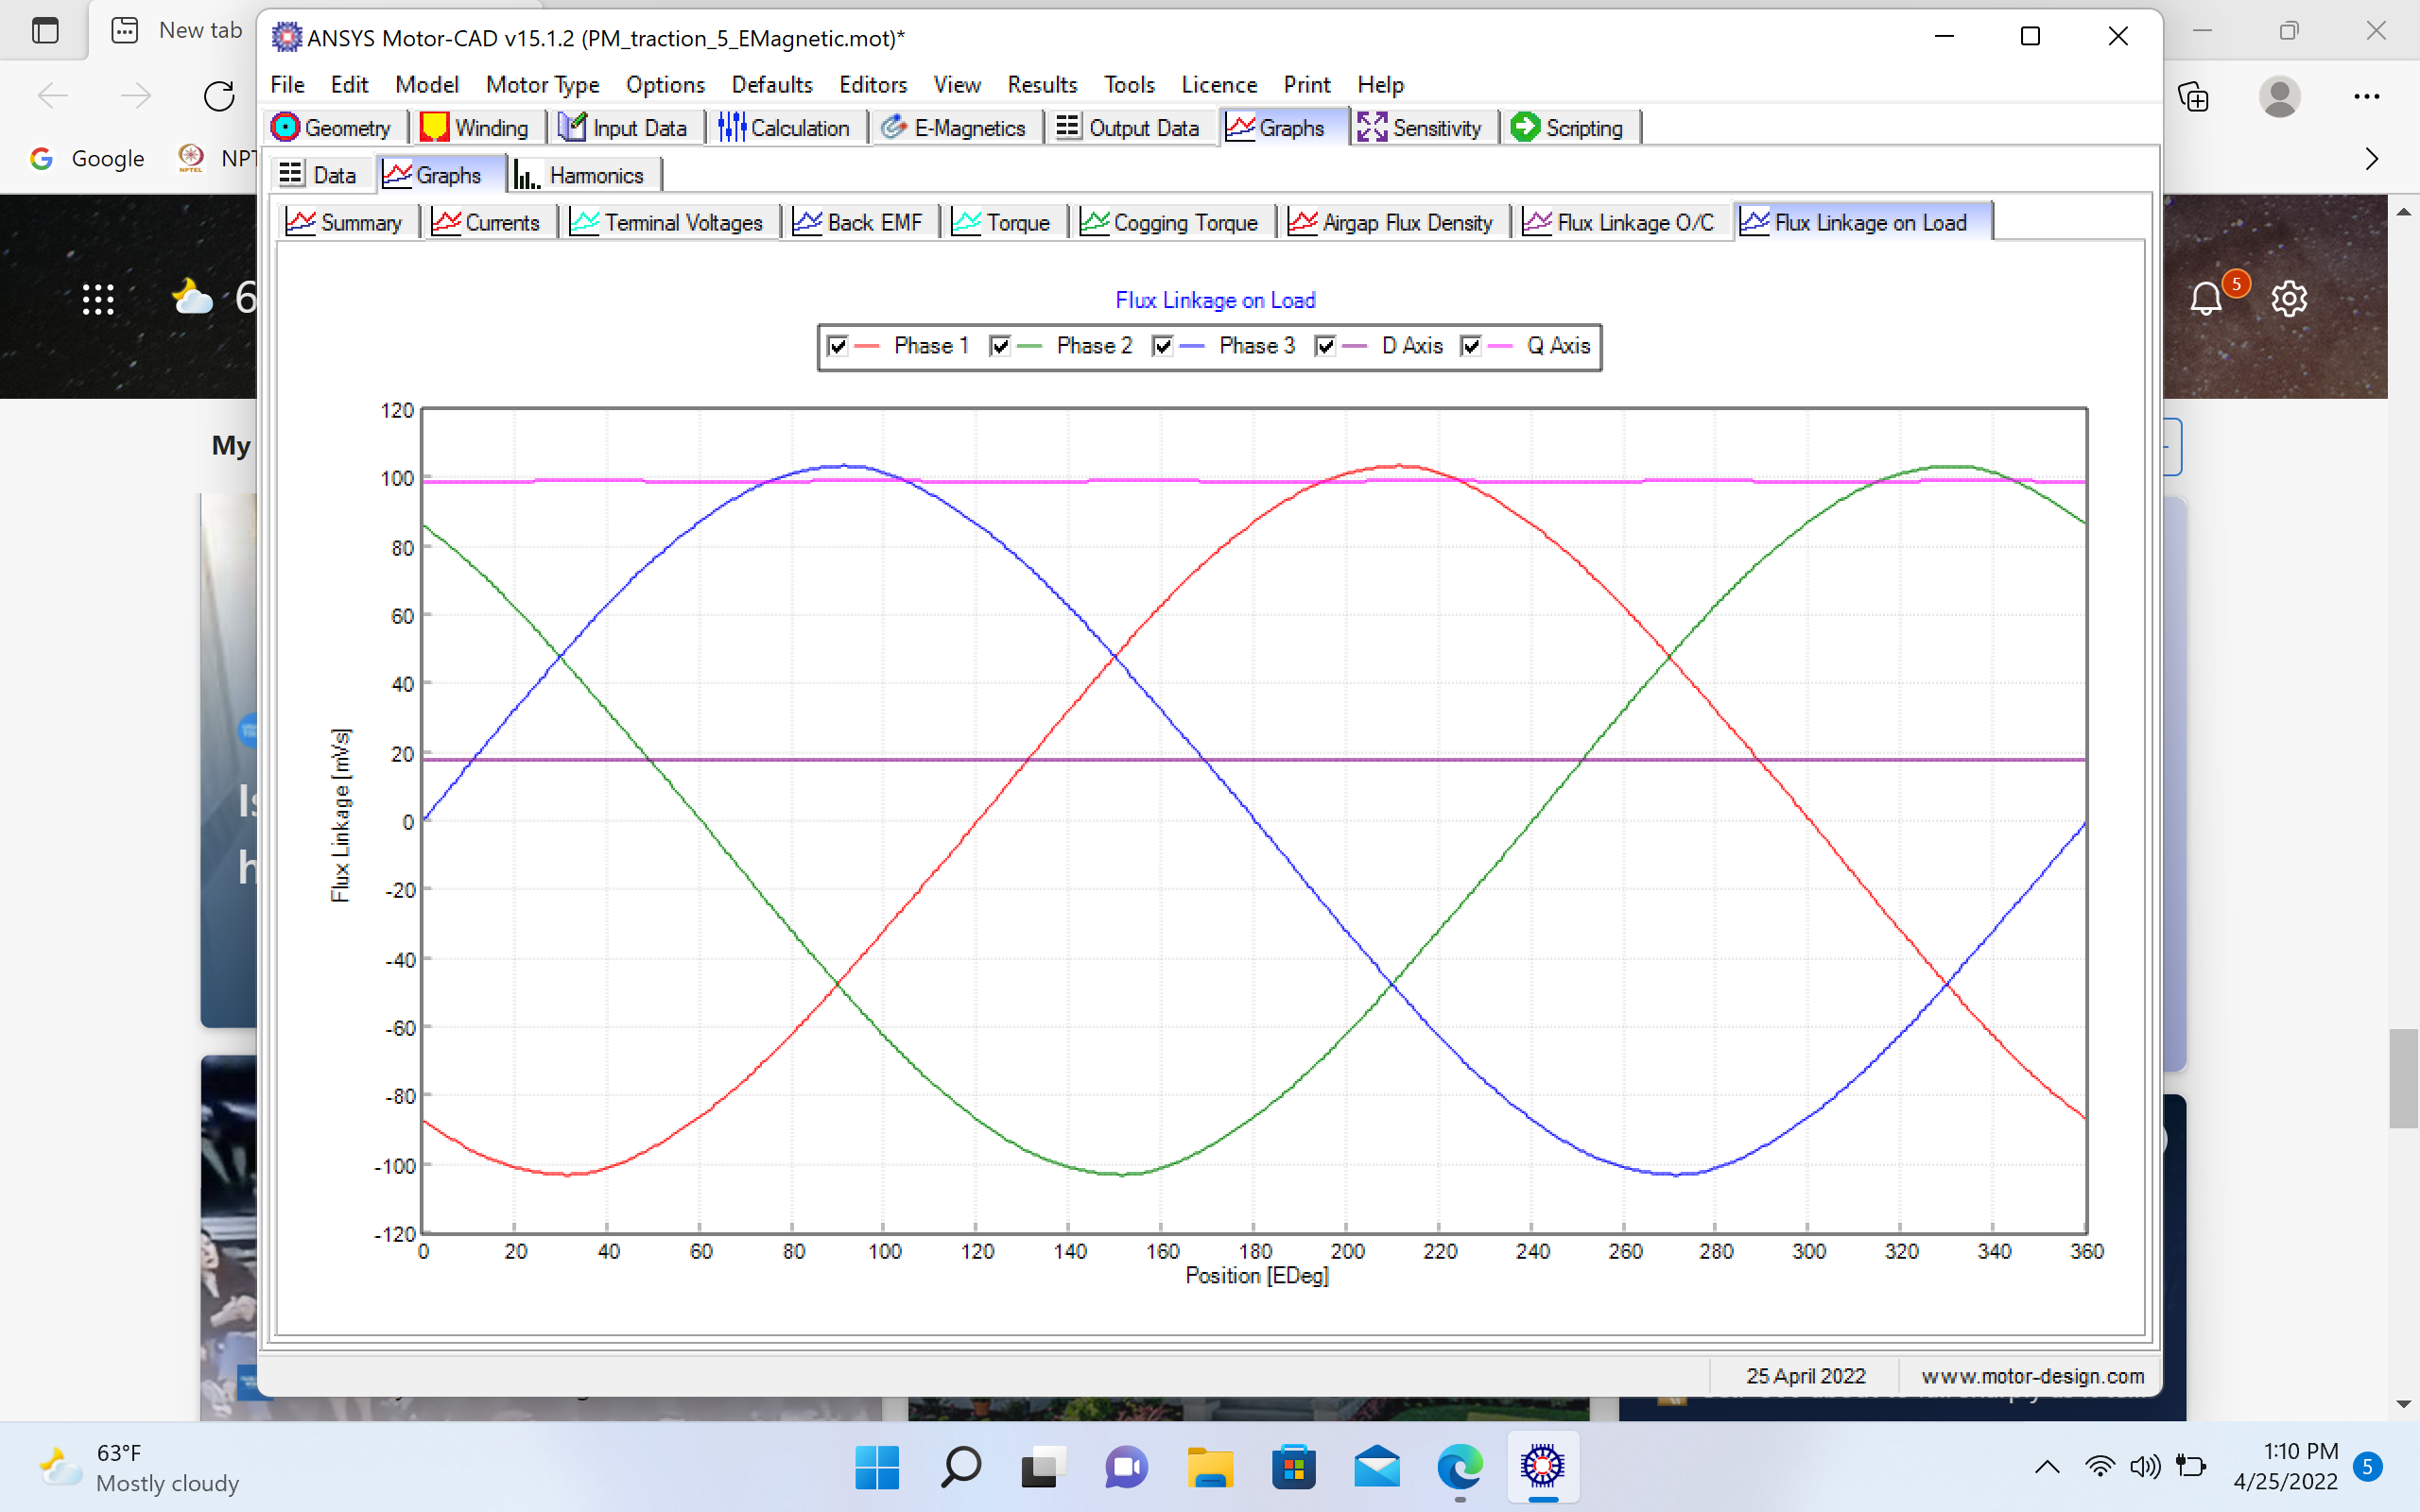 New tab
ANSYS Motor-CAD v15.1.2 (PM_traction_5_EMagnetic.mot)*
File Edit Model Motor Type Options Defaults Editors View Results Tools Licence Print Help
Geometry Winding Input Data Calculation E-Magnetics Output Data Graphs Sensitivity Scripting
Google
Data Graphs Harmonics
Summary Currents Terminal Voltages Back EMF Torque Cogging Torque Airgap Flux Density Flux Linkage O/C Flux Linkage on Load
6
5
My
Flux Linkage on Load
Phase 1 Phase 2 Phase 3 D Axis Q Axis
120
100
80
60
40
20
0
-20
-40
-60
-80
-100
-120
Flux Linkage [mVs]
0 20 40 60 80 100 120 140 160 180 200 220 240 260 280 300 320 340 360
Position [EDeg]
25 April 2022 www.motor-design.com
63°F
Mostly cloudy
1:10 PM
4/25/2022
5